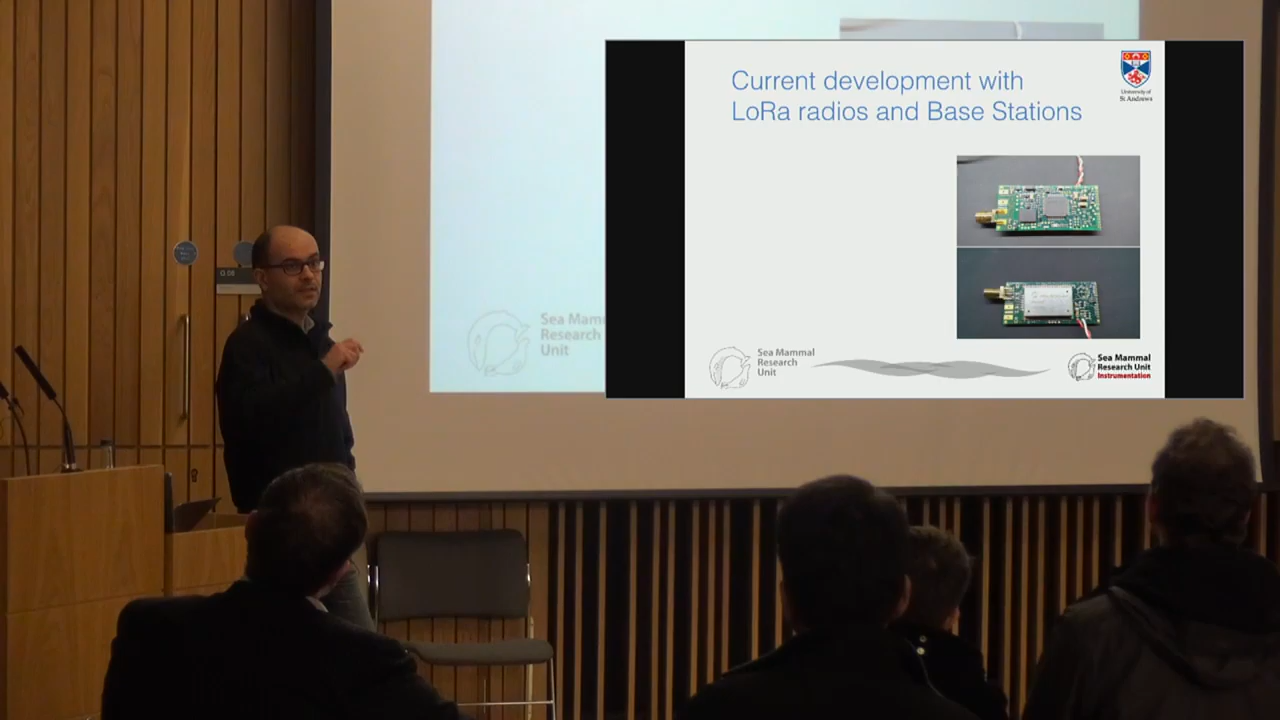 Current development with
LoRa radios and Base Stations
University of
St Andrews
Sea Mammal
Research
Unit
Sea Mammal
Research Unit
Instrumentation
Sea Mam
Research
Unit